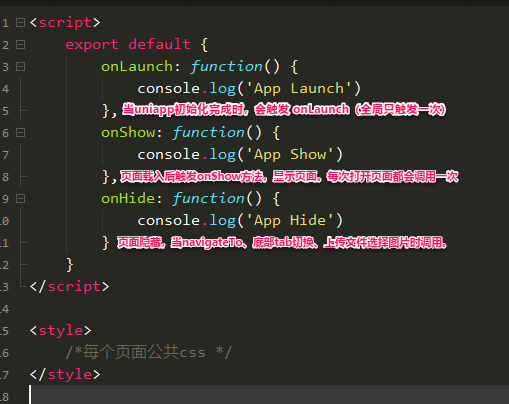 1 <script>
2 export default {
3 onLaunch: function() {
4 console.log('App Launch')
5 }, 当uniapp初始化完成时，会触发 onLaunch（全局只触发一次）
6 onShow: function() {
7 console.log('App Show')
8 }, 页面载入后触发onShow方法，显示页面。每次打开页面都会调用一次
9 onHide: function() {
10 console.log('App Hide')
11 } 页面隐藏，当navigateTo、底部tab切换、上传文件选择图片时调用。
12 }
13 </script>
14
15 <style>
16 /*每个页面公共css */
17 </style>
18